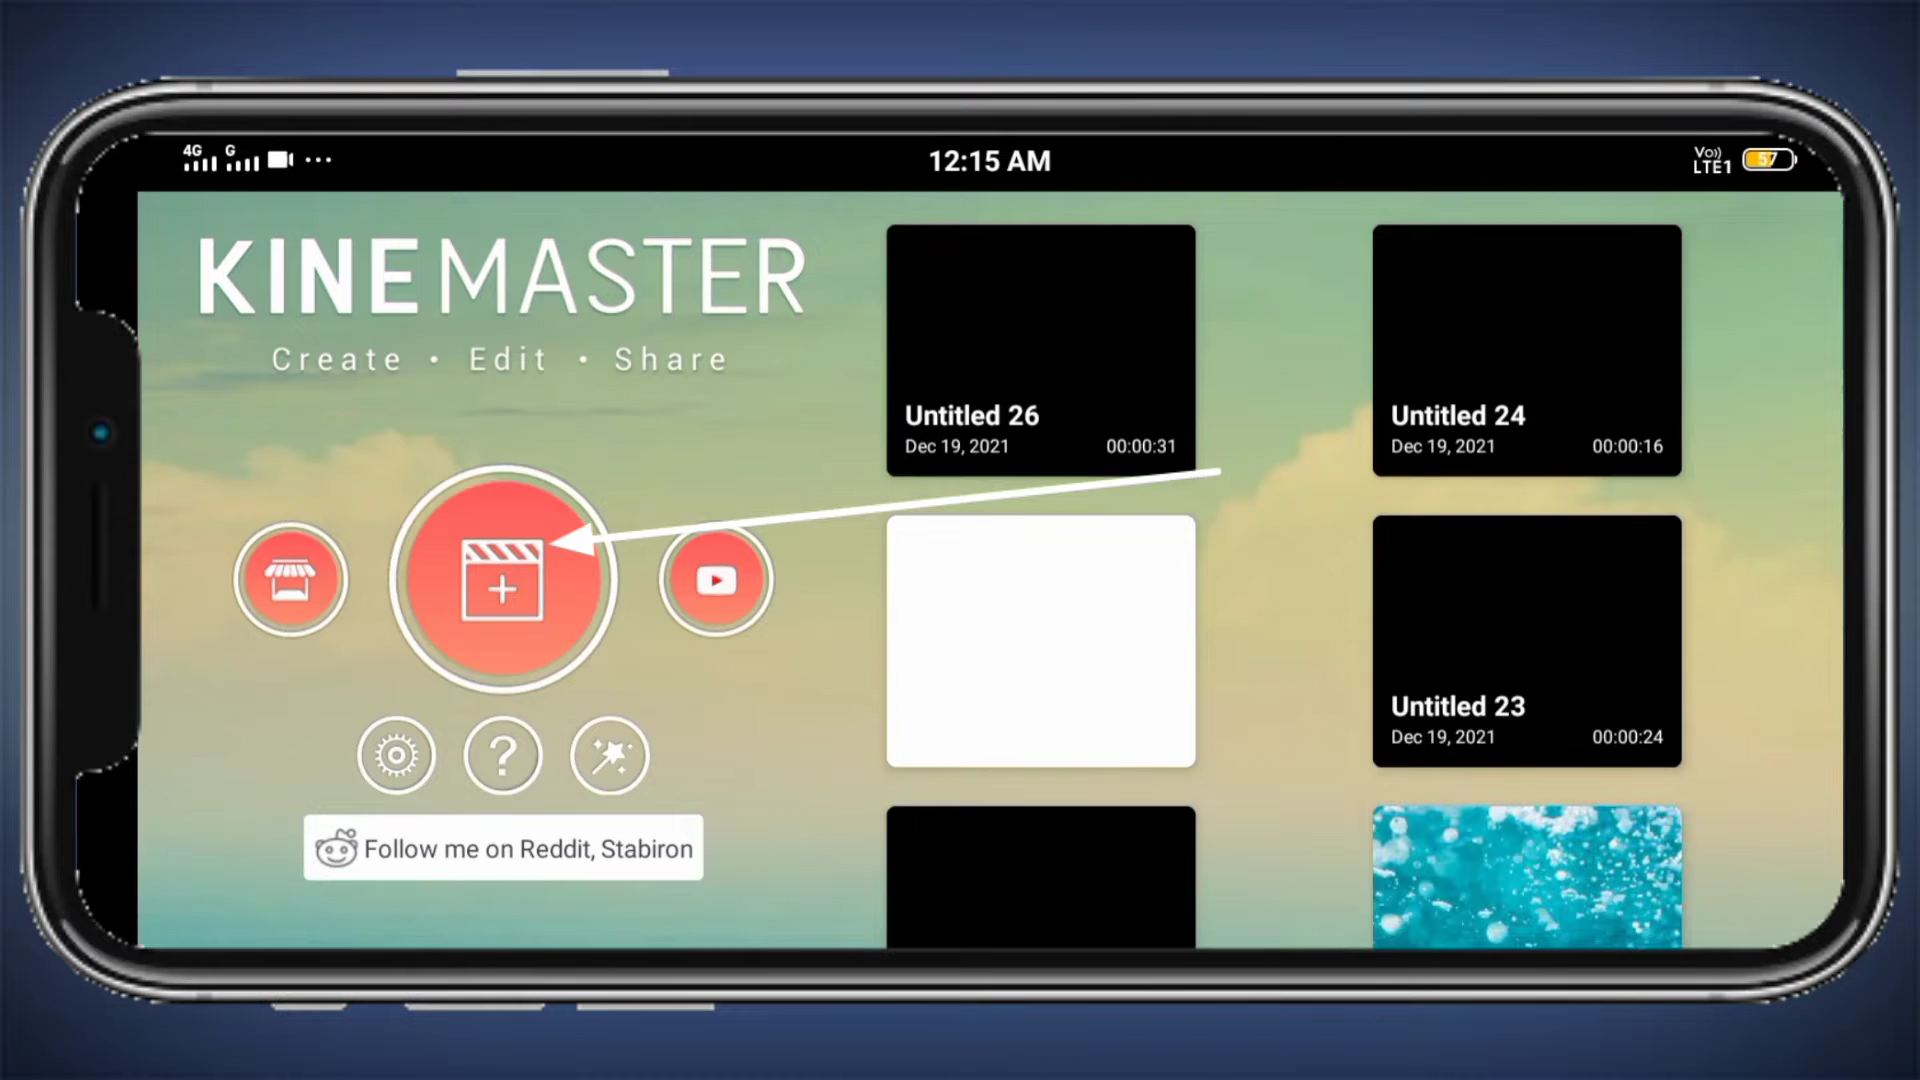 4G G
12:15 AM
Vo))
LTE1
57
KINEMASTER
Create • Edit • Share
Follow me on Reddit, Stabiron
Untitled 26
Dec 19, 2021 00:00:31
Untitled 24
Dec 19, 2021 00:00:16
Untitled 23
Dec 19, 2021 00:00:24